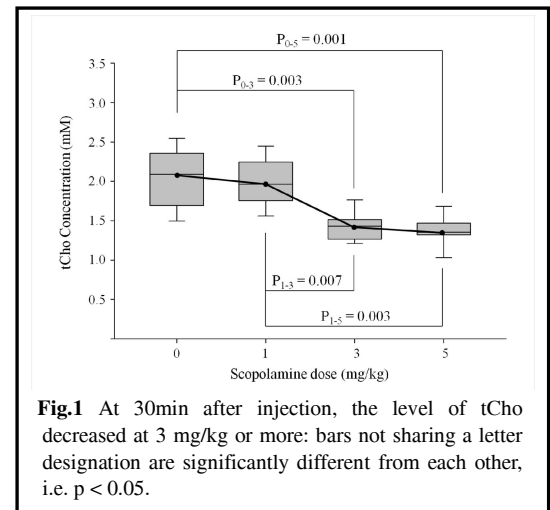 P0-5 = 0.001
P0-3 = 0.003
3.5
3.0
2.5
2.0
1.5
1.0
0.5
tCho Concentration (mM)
P1-3 = 0.007
P1-5 = 0.003
0 1 3 5
Scopolamine dose (mg/kg)
Fig.1 At 30min after injection, the level of tCho
decreased at 3 mg/kg or more: bars not sharing a letter
designation are significantly different from each other,
i.e. p < 0.05.